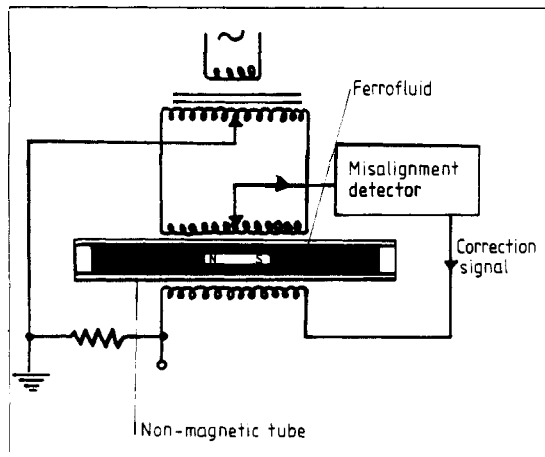 Ferrofluid
Misalignment
detector
Correction
signal
N S
Non-magnetic tube